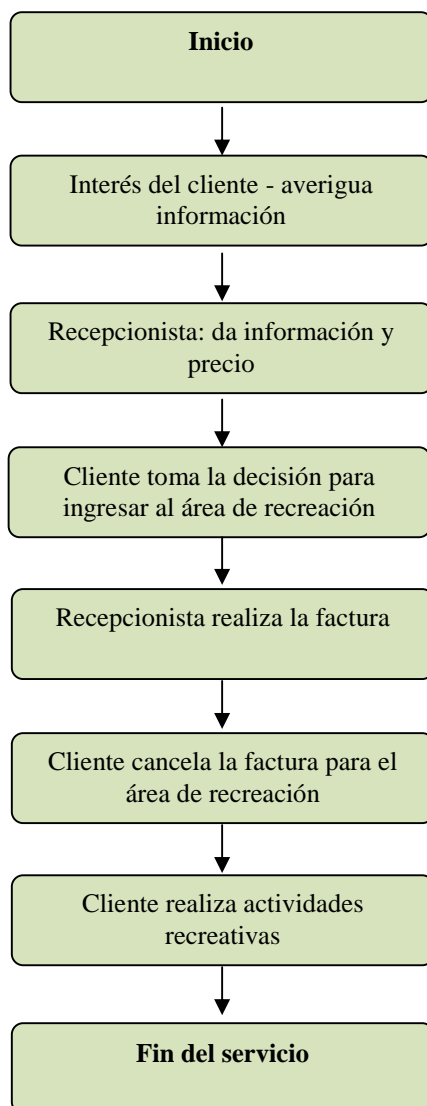 Inicio
Interés del cliente - averigua
información
Recepcionista: da información y
precio
Cliente toma la decisión para
ingresar al área de recreación
Recepcionista realiza la factura
Cliente cancela la factura para el
área de recreación
Cliente realiza actividades
recreativas
Fin del servicio